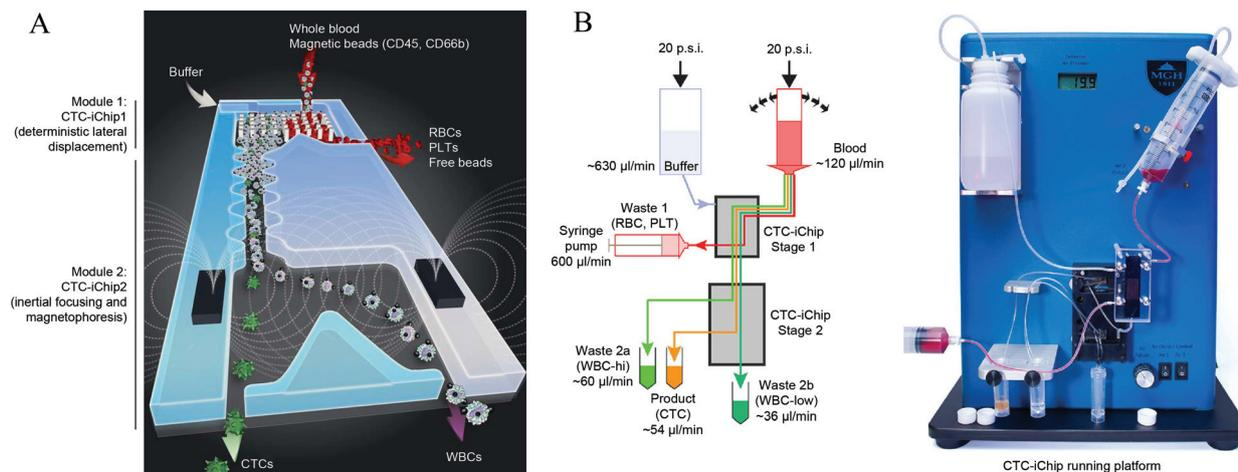 A
Whole blood
Magnetic beads (CD45, CD66b)
Buffer
Module 1:
CTC-iChip1
(deterministic lateral
displacement)
RBCs
PLTs
Free beads
Module 2:
CTC-iChip2
(inertial focusing and
magnetophoresis)
CTCs
WBCs
B
20 p.s.i.
20 p.s.i.
~630 µl/min
Buffer
Blood
~120 µl/min
Waste 1
(RBC, PLT)
Syringe
pump
600 µl/min
CTC-iChip
Stage 1
CTC-iChip
Stage 2
Waste 2a
(WBC-hi)
~60 µl/min
Product
(CTC)
~54 µl/min
Waste 2b
(WBC-low)
~36 µl/min
19.9
MGH
1811
CTC-iChip running platform